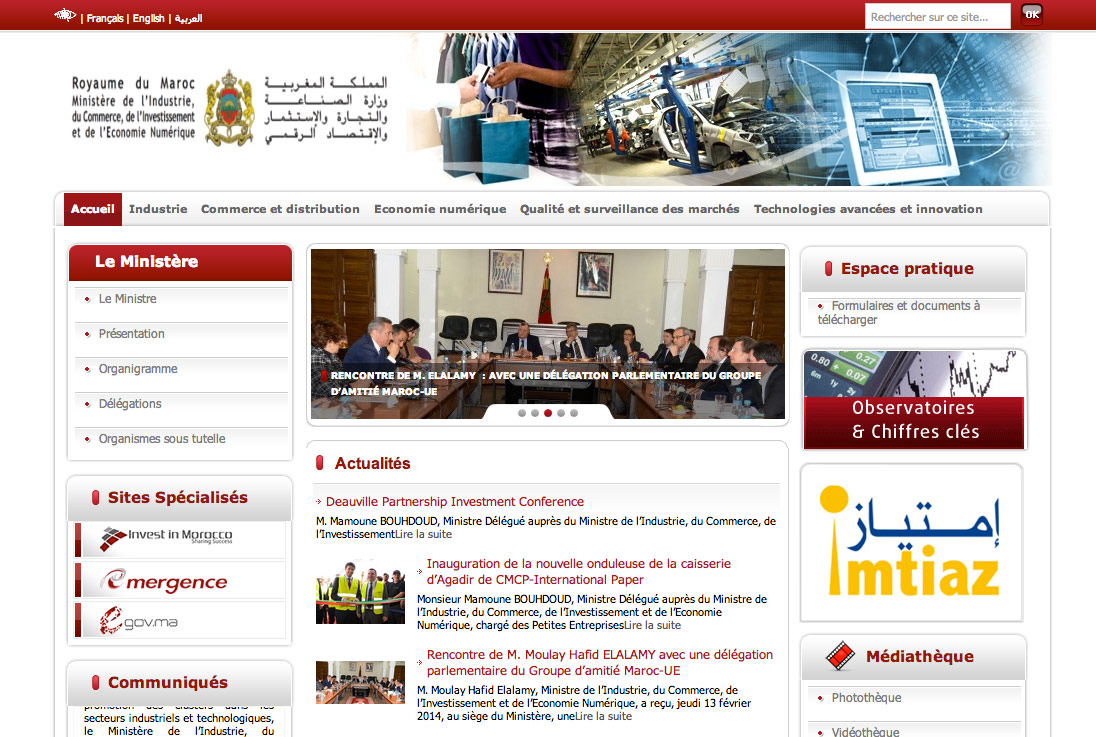 | Français | English | العربية
Rechercher sur ce site...
OK
Royaume du Maroc
Ministère de l'Industrie,
du Commerce, de l'Investissement
et de l'Economie Numérique
المملكة المغربية
وزارة الصناعة
والتجارة والإستثمار
والإقتصاد الرقمي
@
Accueil Industrie Commerce et distribution Economie numérique Qualité et surveillance des marchés Technologies avancées et innovation
Le Ministère
Le Ministre
Présentation
Organigramme
Délégations
Organismes sous tutelle
Sites Spécialisés
Invest in Morocco
Sharing Success
emergence
egov.ma
Communiqués
promotion des clusters dans les
secteurs industriels et technologiques,
le Ministère de l'Industrie, du
RENCONTRE DE M. ELALAMY : AVEC UNE DÉLÉGATION PARLEMENTAIRE DU GROUPE
D'AMITIÉ MAROC-UE
Actualités
Deauville Partnership Investment Conference
M. Mamoune BOUHDOUD, Ministre Délégué auprès du Ministre de l'Industrie, du Commerce, de
l'InvestissementLire la suite
Inauguration de la nouvelle onduleuse de la caisserie
d'Agadir de CMCP-International Paper
Monsieur Mamoune BOUHDOUD, Ministre Délégué auprès du Ministre de
l'Industrie, du Commerce, de l'Investissement et de l'Economie
Numérique, chargé des Petites EntreprisesLire la suite
Rencontre de M. Moulay Hafid ELALAMY avec une délégation
parlementaire du Groupe d'amitié Maroc-UE
M. Moulay Hafid Elalamy, Ministre de l'Industrie, du Commerce, de
l'Investissement et de l'Economie Numérique, a reçu, jeudi 13 février
2014, au siège du Ministère, uneLire la suite
Espace pratique
Formulaires et documents à
télécharger
0.80 0.27
+ 0.07
6m 1y 2y
Observatoires
& Chiffres clés
إمتياز
imtiaz
Médiathèque
Photothèque
Vidéothèque